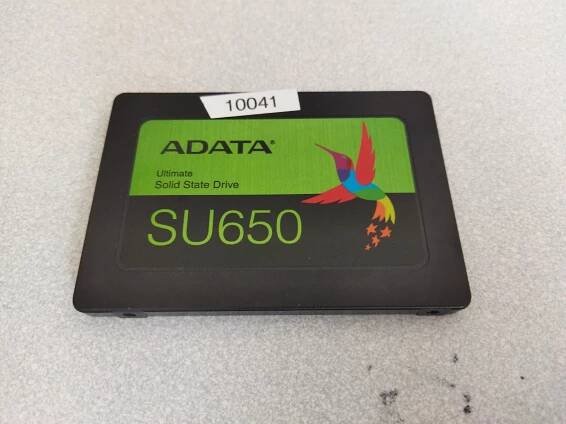 10041
ADATA®
Ultimate
Solid State Drive
SU650